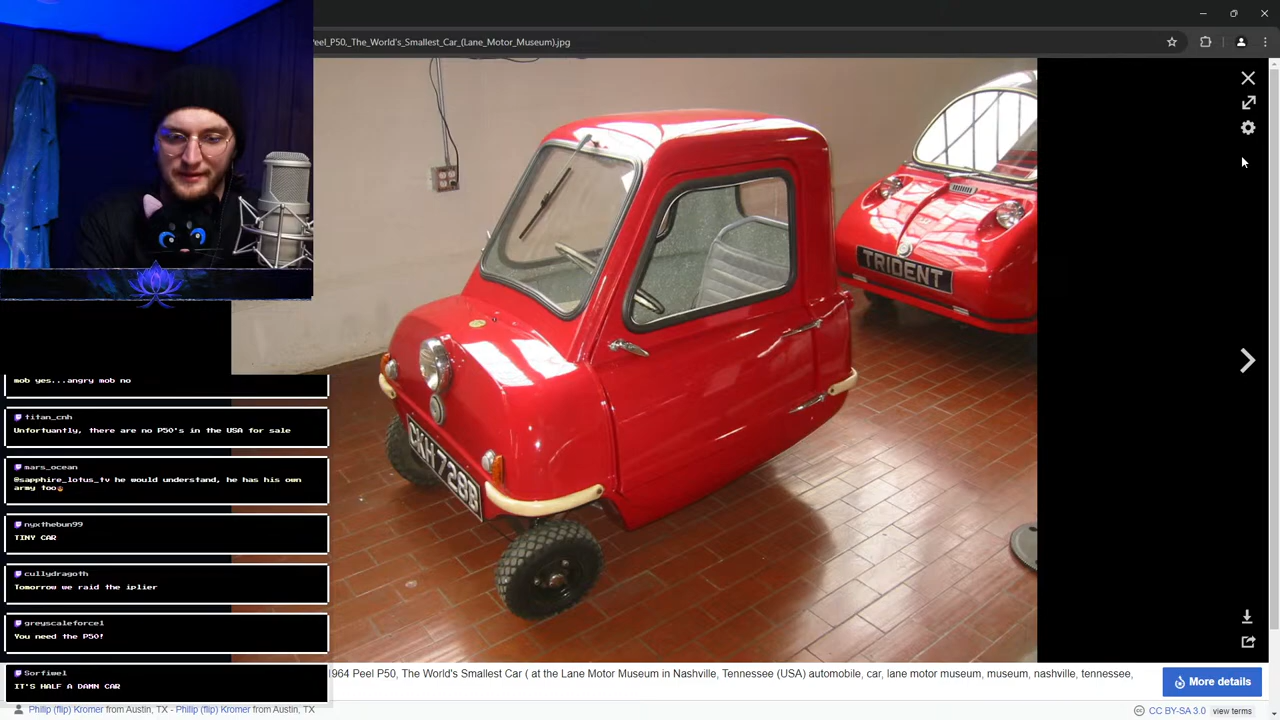 Peel_P50,_The_World's_Smallest_Car_(Lane_Motor_Museum).jpg
TRIDENT
CKH 728B
mob yes...angry mob no
titan_cnh
Unfortuantly, there are no P50's in the USA for sale
mars_ocean
@sapphire_lotus_tv he would understand, he has his own
army too
nyxthebun99
TINY CAR
cullydragoth
Tomorrow we raid the iplier
greyscaleforce1
You need the P50!
Sorfiwel
IT'S HALF A DAMN CAR
1964 Peel P50, The World's Smallest Car ( at the Lane Motor Museum in Nashville, Tennessee (USA) automobile, car, lane motor museum, museum, nashville, tennessee,
More details
Philip (flip) Kromer from Austin, TX - Philip (flip) Kromer from Austin, TX
CC BY-SA 3.0
view terms